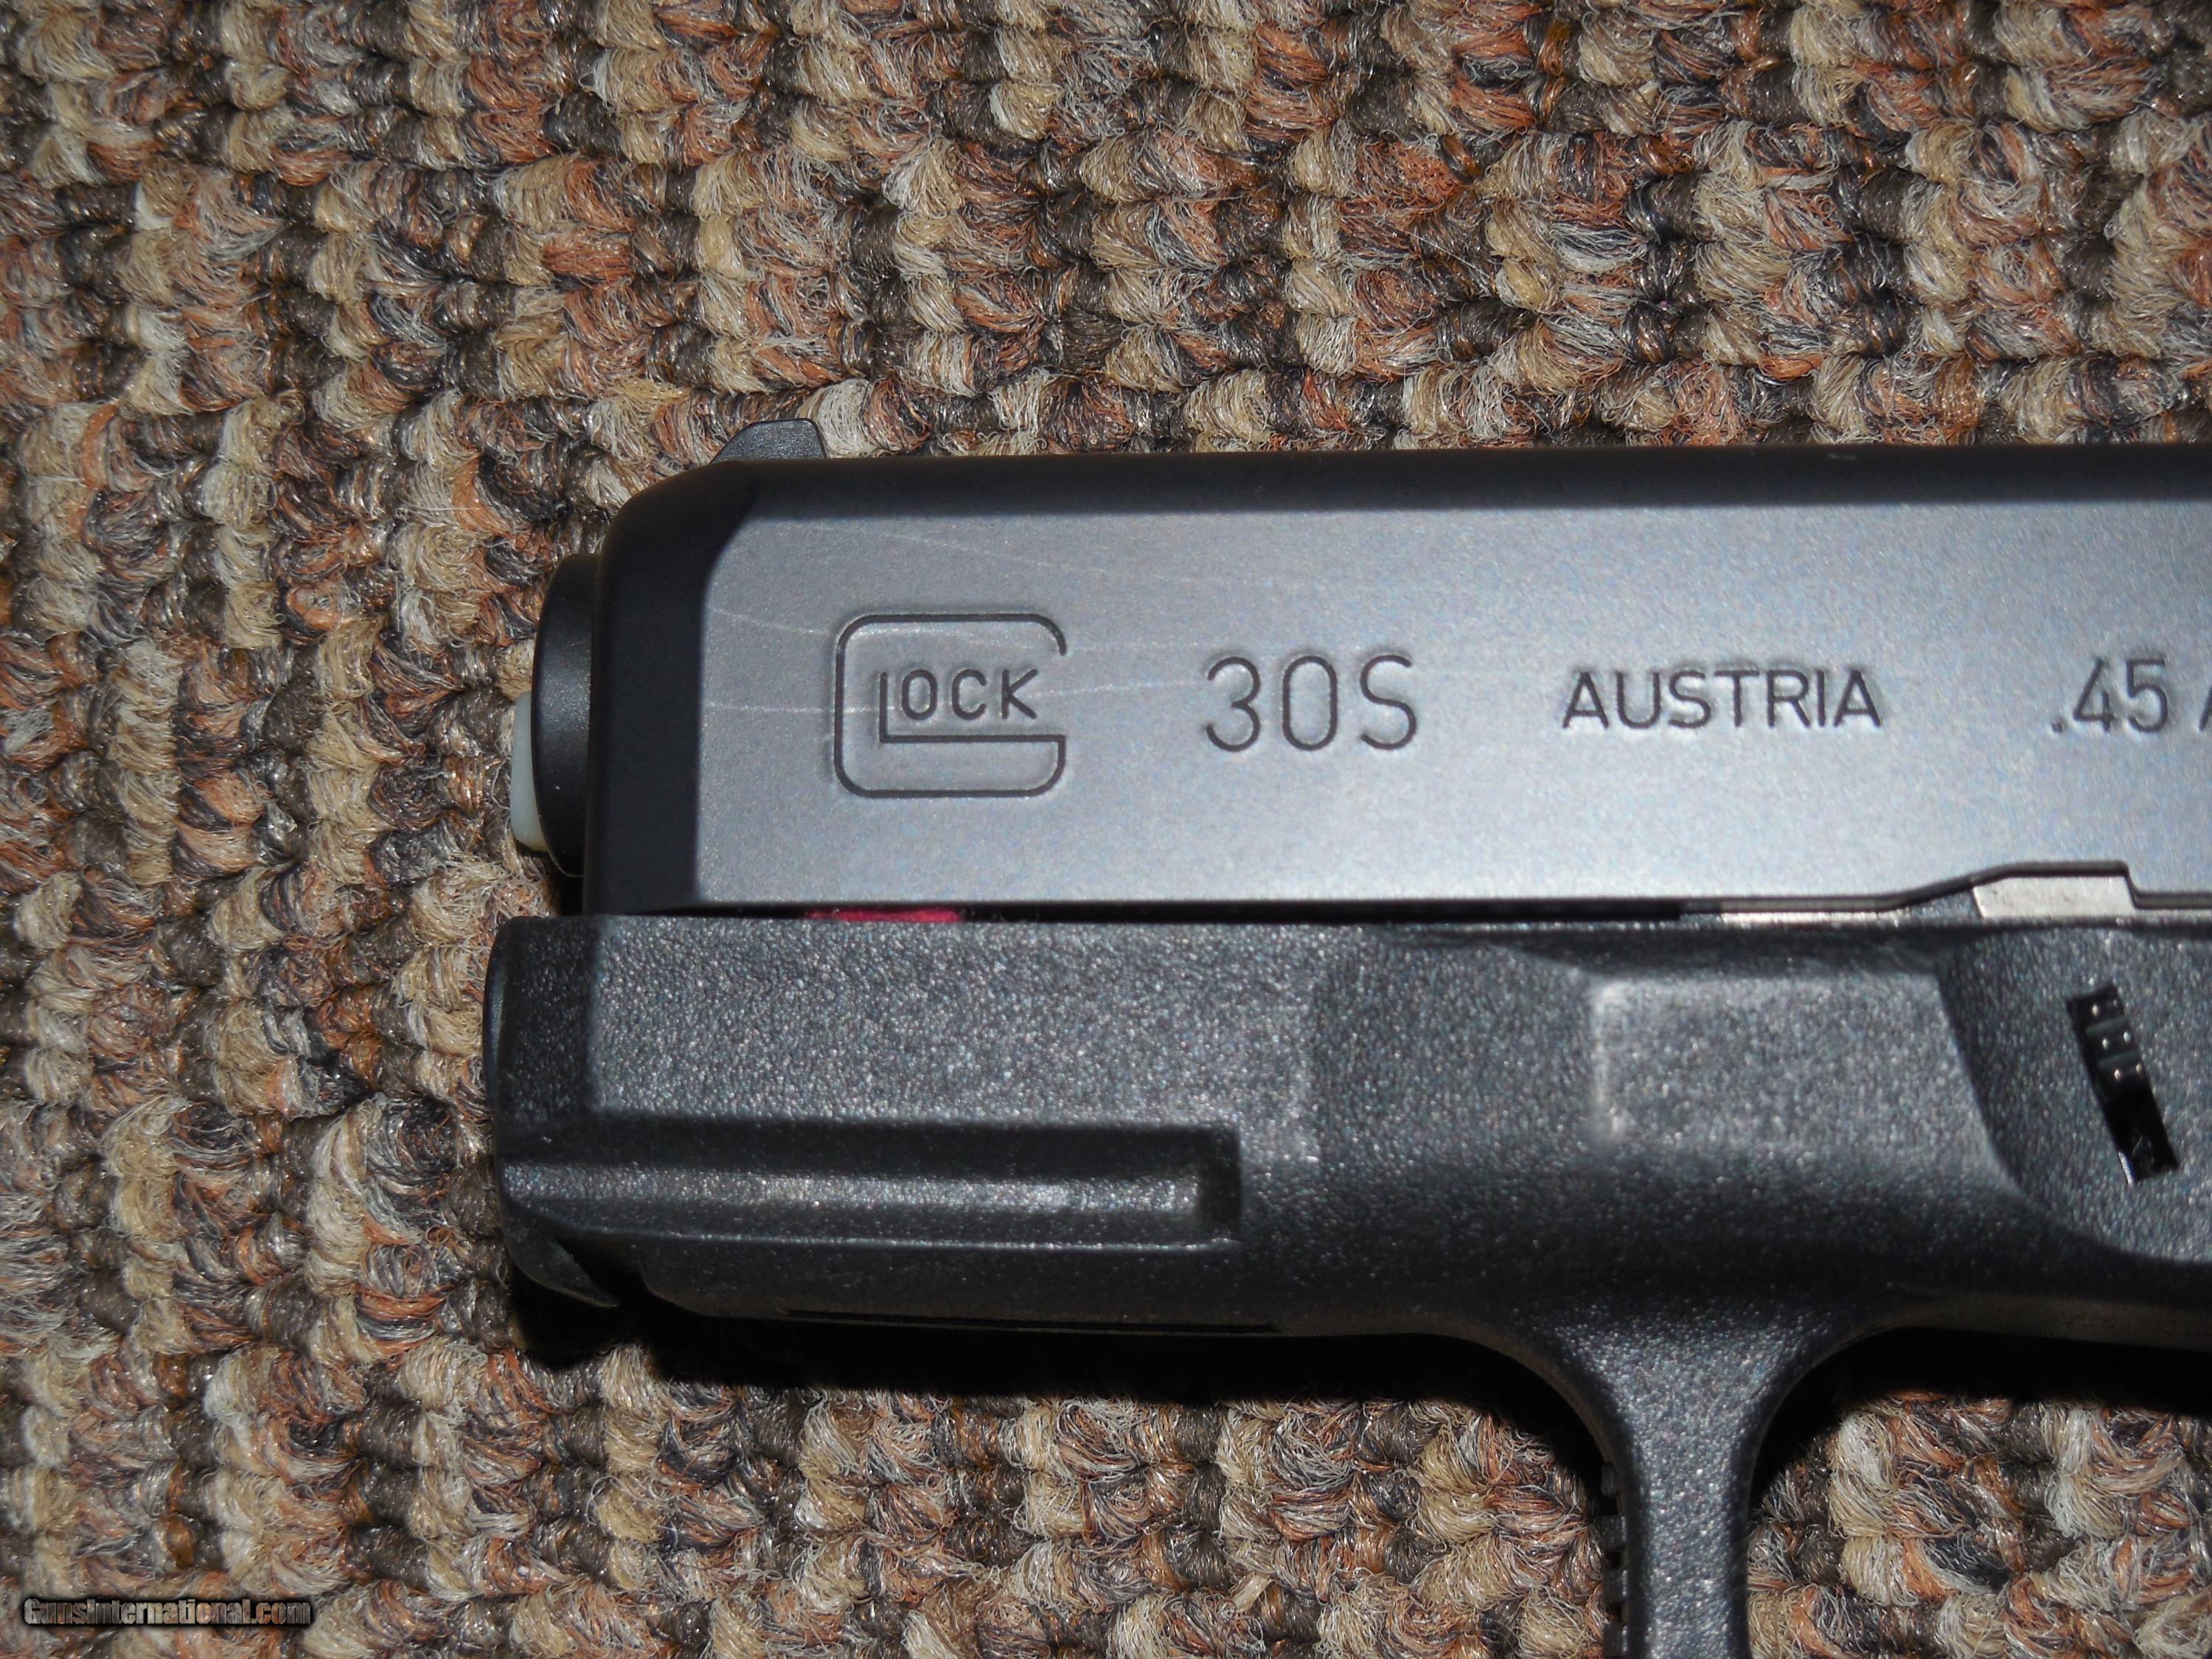 GLOCK 30S AUSTRIA .45 A
GunsInternational.com